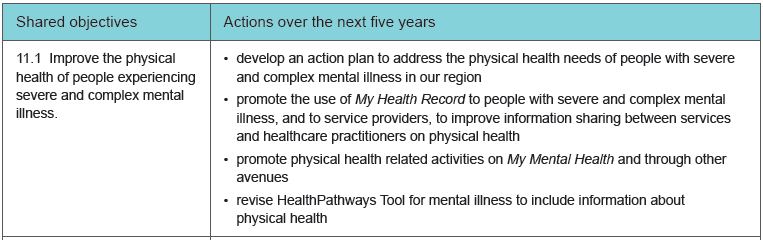 Shared objectives
Actions over the next five years
11.1 Improve the physical
health of people experiencing
severe and complex mental
illness.
• develop an action plan to address the physical health needs of people with severe
and complex mental illness in our region
• promote the use of My Health Record to people with severe and complex mental
illness, and to service providers, to improve information sharing between services
and healthcare practitioners on physical health
• promote physical health related activities on My Mental Health and through other
avenues
• revise HealthPathways Tool for mental illness to include information about
physical health